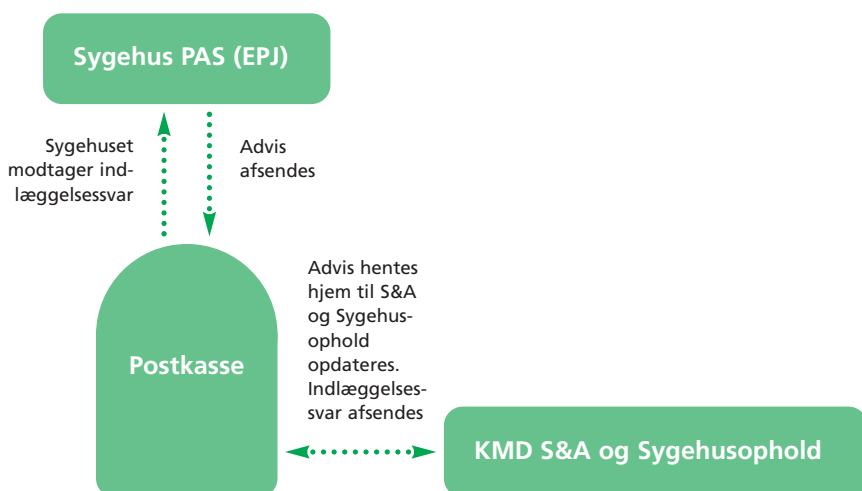 Sygehus PAS (EPJ)
Sygehuset
modtager ind-
læggelsessvar
Advis
afsendes
Advis hentes
hjem til S&A
og Sygehus-
ophold
opdateres.
Indlæggelses-
svar afsendes
Postkasse
KMD S&A og Sygehusophold